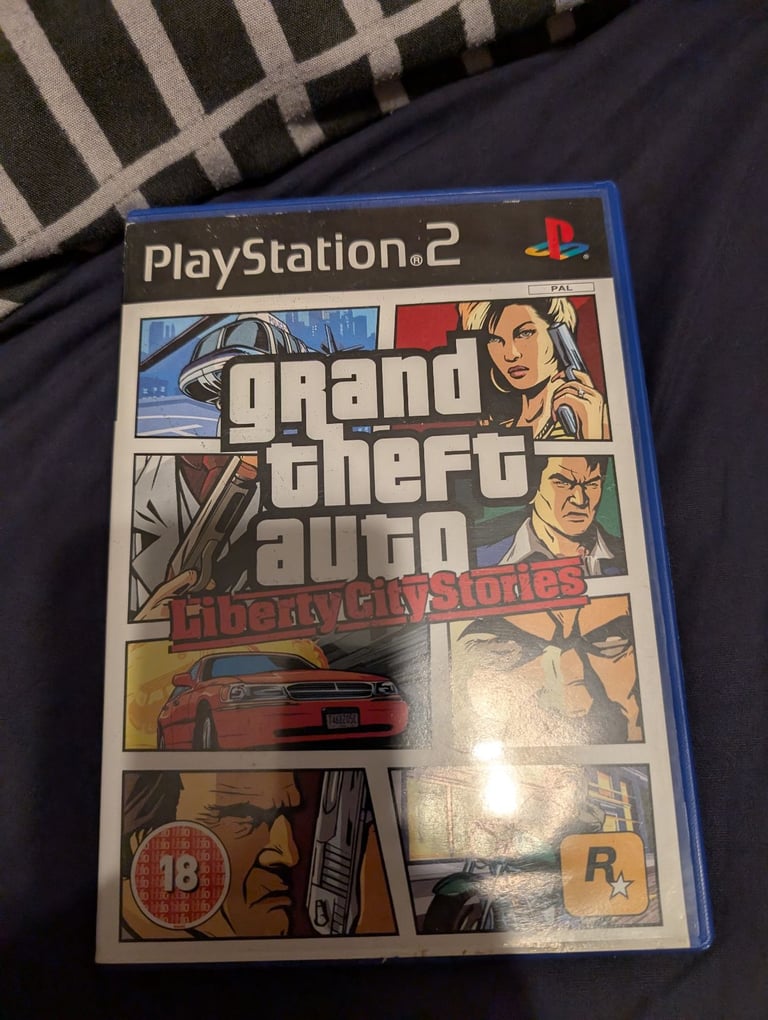 PlayStation®2
PAL
grand
theft
auto
LibertyCityStories
18
R